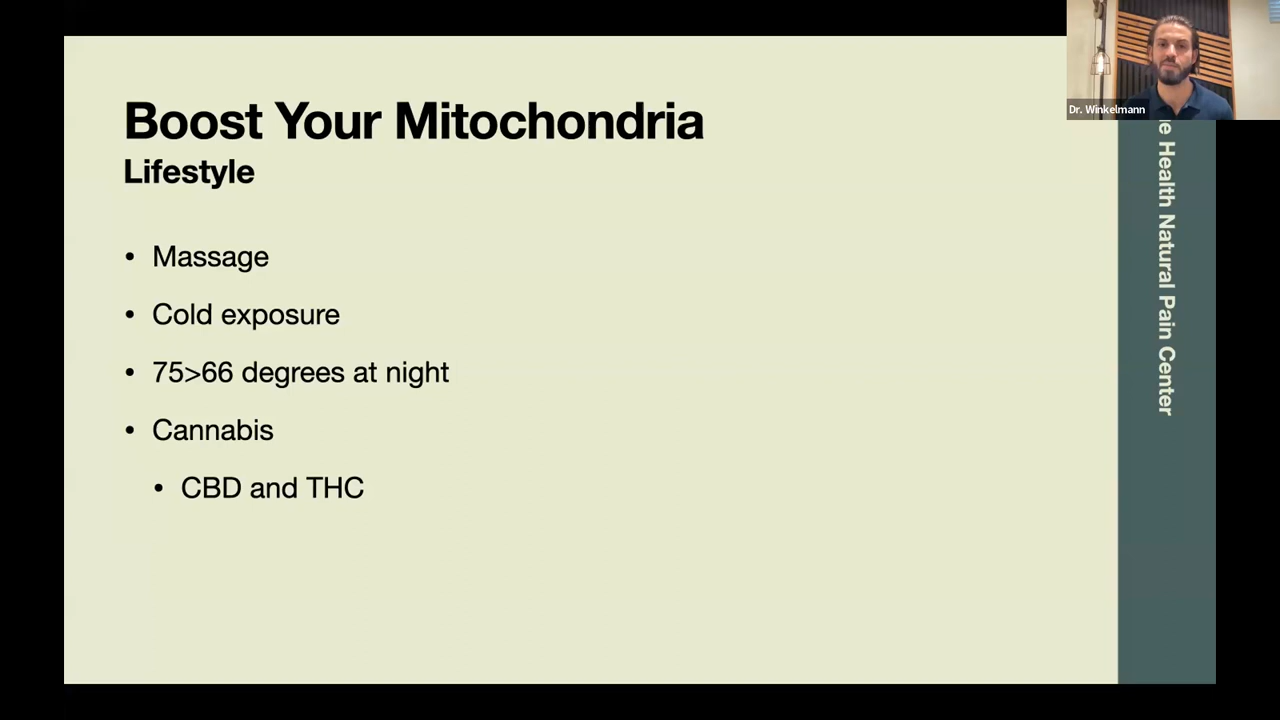 Boost Your Mitochondria
Lifestyle
• Massage
• Cold exposure
• 75>66 degrees at night
• Cannabis
• CBD and THC
Dr. Winkelmann
Health Natural Pain Center